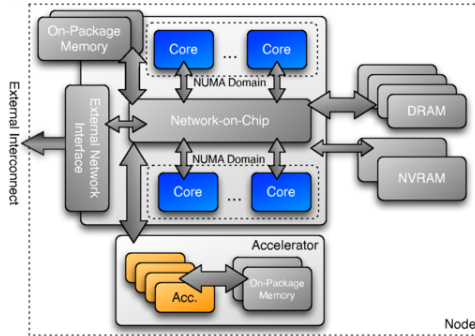 On-Package
Memory
Core
...
Core
NUMA Domain
External Interconnect
External Network
Interface
Network-on-Chip
DRAM
NUMA Domain
NVRAM
Core
...
Core
Accelerator
Acc.
On-Package
Memory
Node